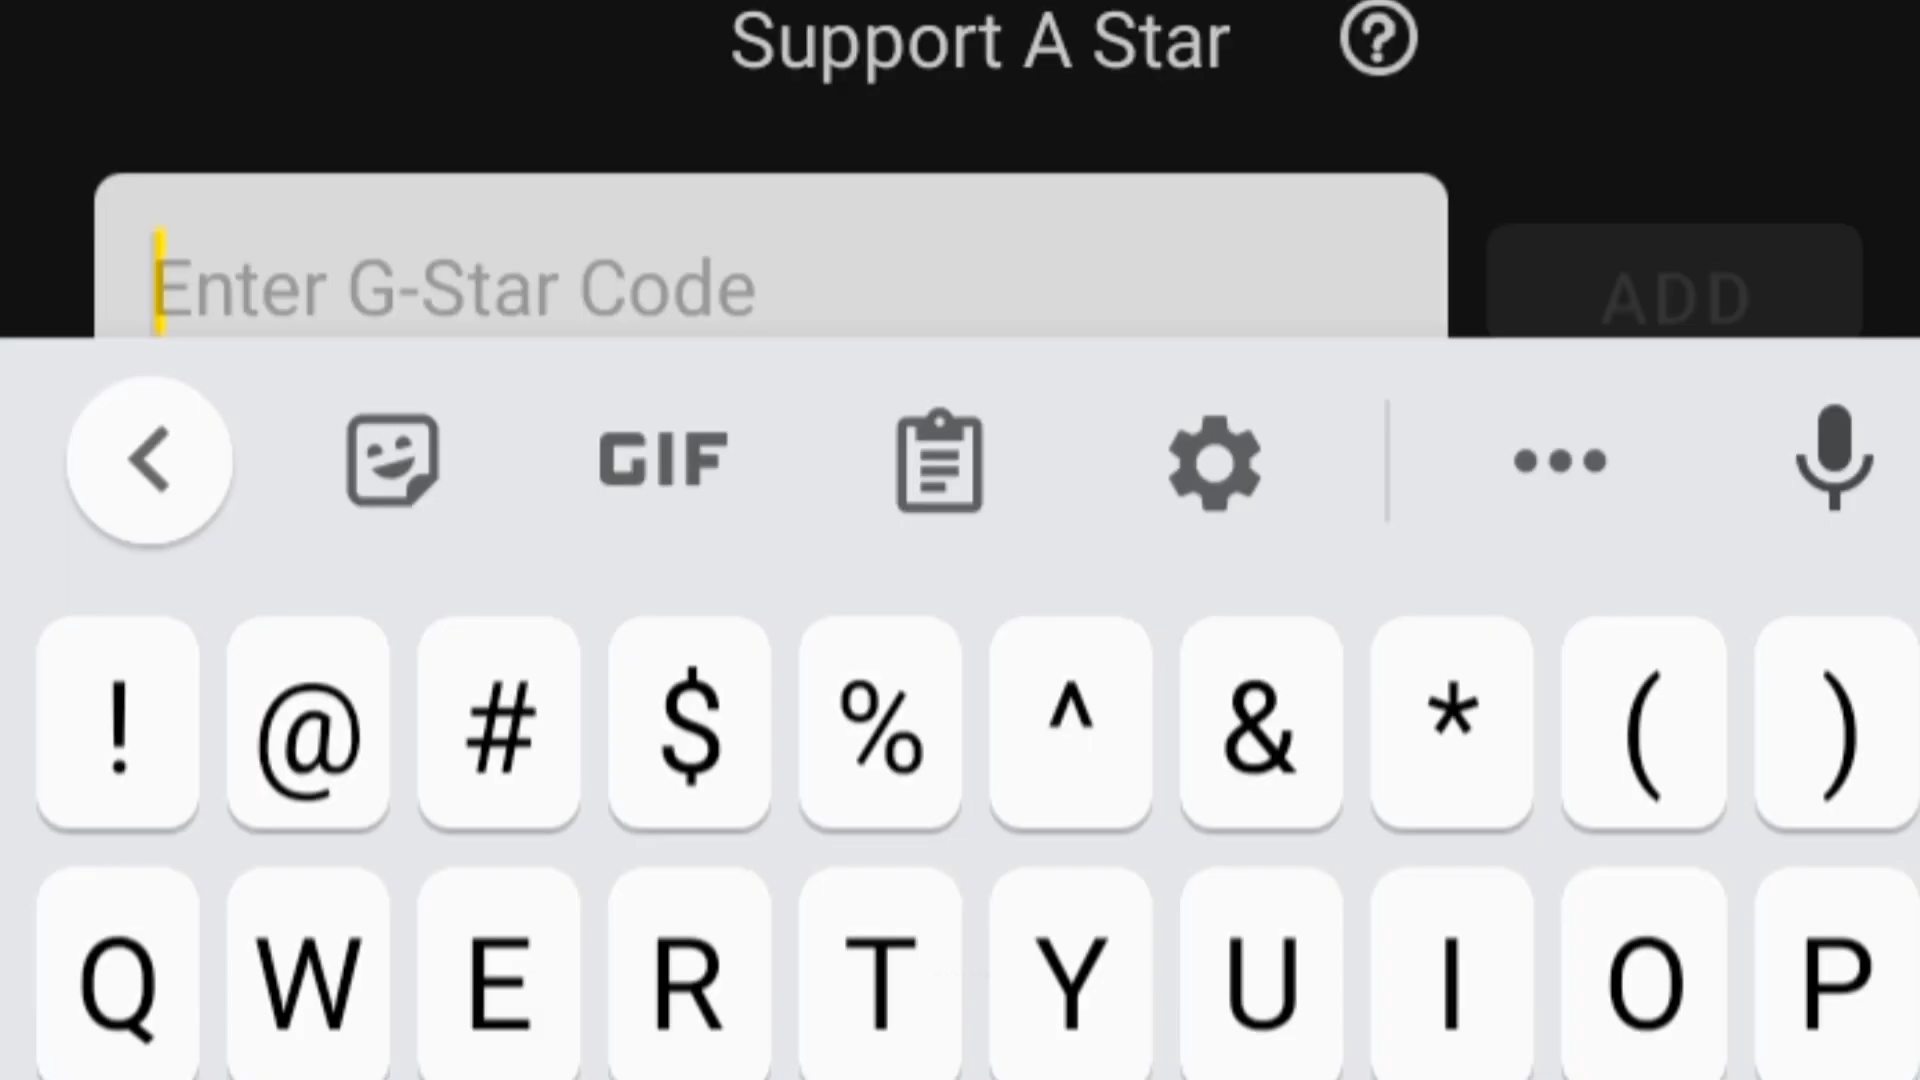 Support A Star ?
Enter G-Star Code
ADD
GIF
! @ # $ % ^ & * ( )
Q W E R T Y U I O P